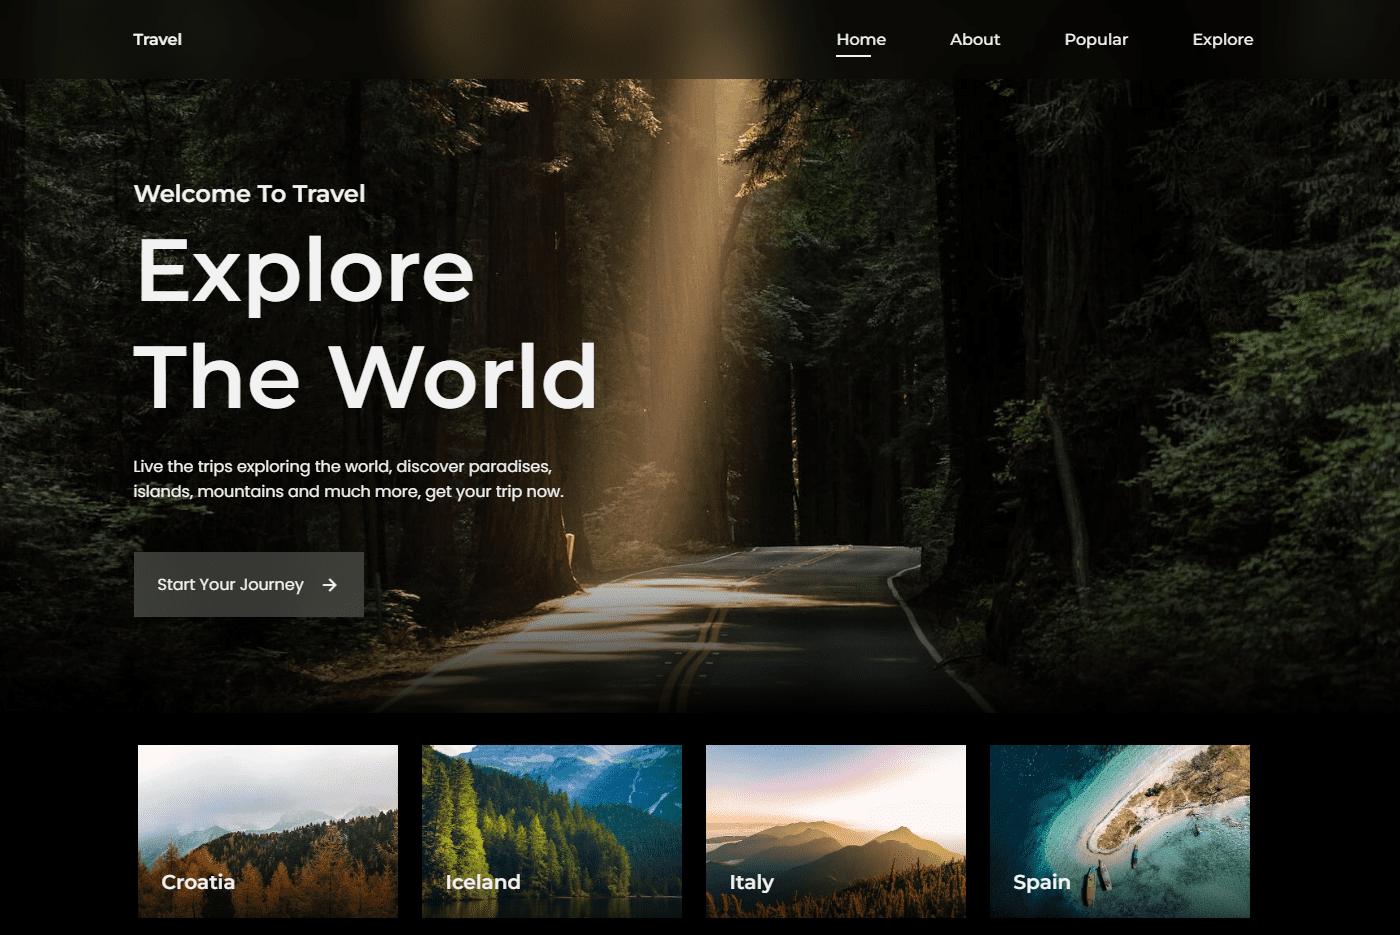 Travel
Home About Popular Explore
Welcome To Travel
Explore
The World
Live the trips exploring the world, discover paradises,
islands, mountains and much more, get your trip now.
Start Your Journey
Croatia
Iceland
Italy
Spain